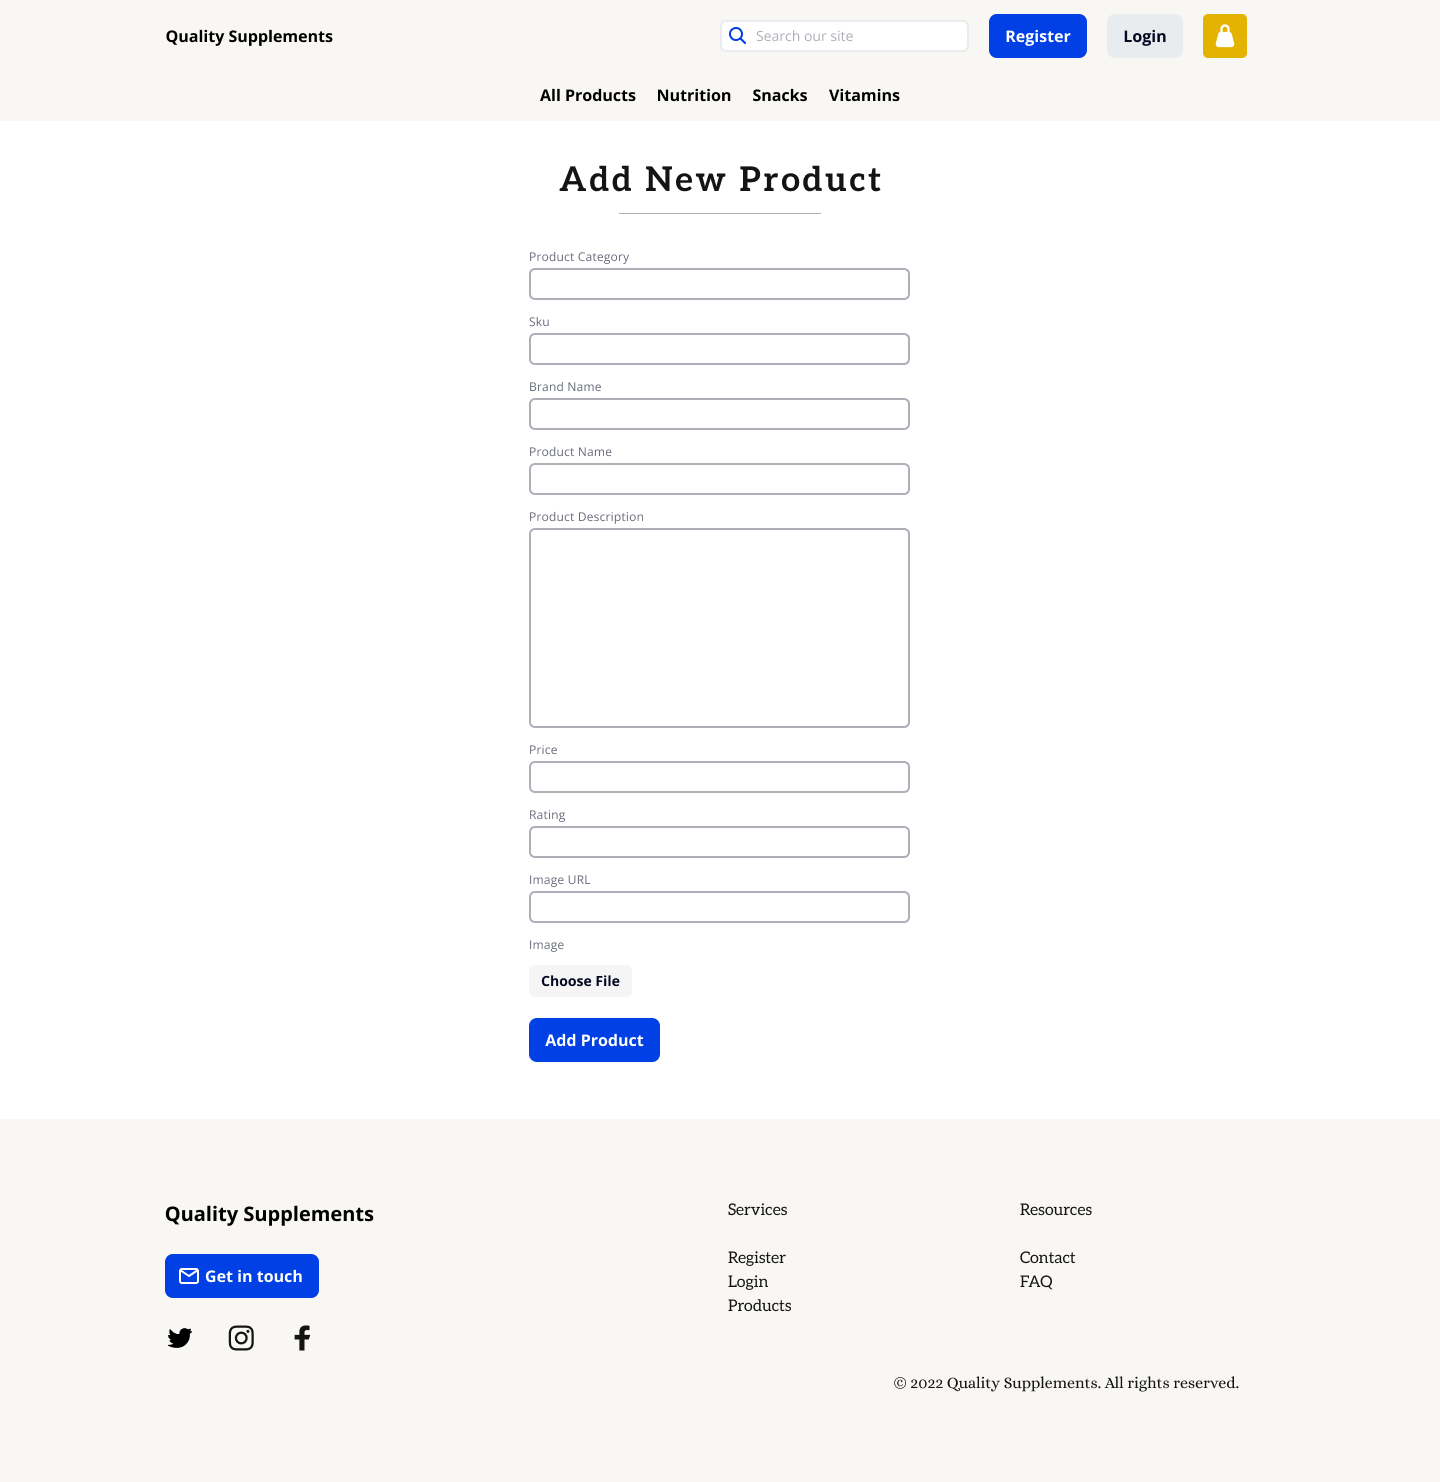 Quality Supplements
Search our site
Register
Login
All Products
Nutrition
Snacks
Vitamins
Add New Product
Product Category
Sku
Brand Name
Product Name
Product Description
Price
Rating
Image URL
Image
Choose File
Add Product
Quality Supplements
Get in touch
Services
Register
Login
Products
Resources
Contact
FAQ
© 2022 Quality Supplements. All rights reserved.